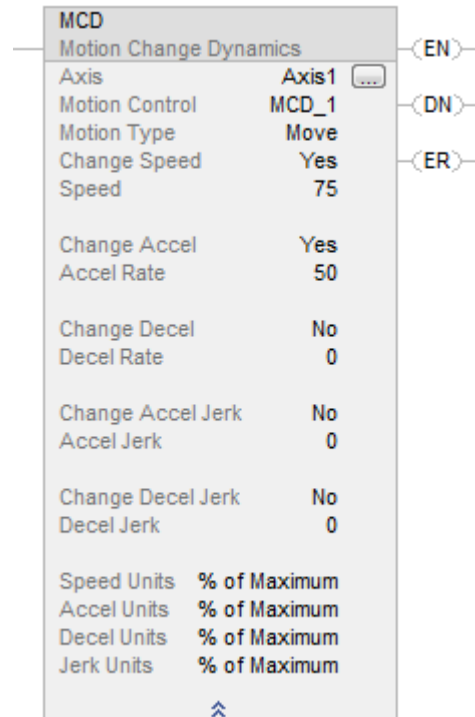 MCD
Motion Change Dynamics (EN)
Axis Axis1 ...
Motion Control MCD_1 (DN)
Motion Type Move
Change Speed Yes (ER)
Speed 75
Change Accel Yes
Accel Rate 50
Change Decel No
Decel Rate 0
Change Accel Jerk No
Accel Jerk 0
Change Decel Jerk No
Decel Jerk 0
Speed Units % of Maximum
Accel Units % of Maximum
Decel Units % of Maximum
Jerk Units % of Maximum